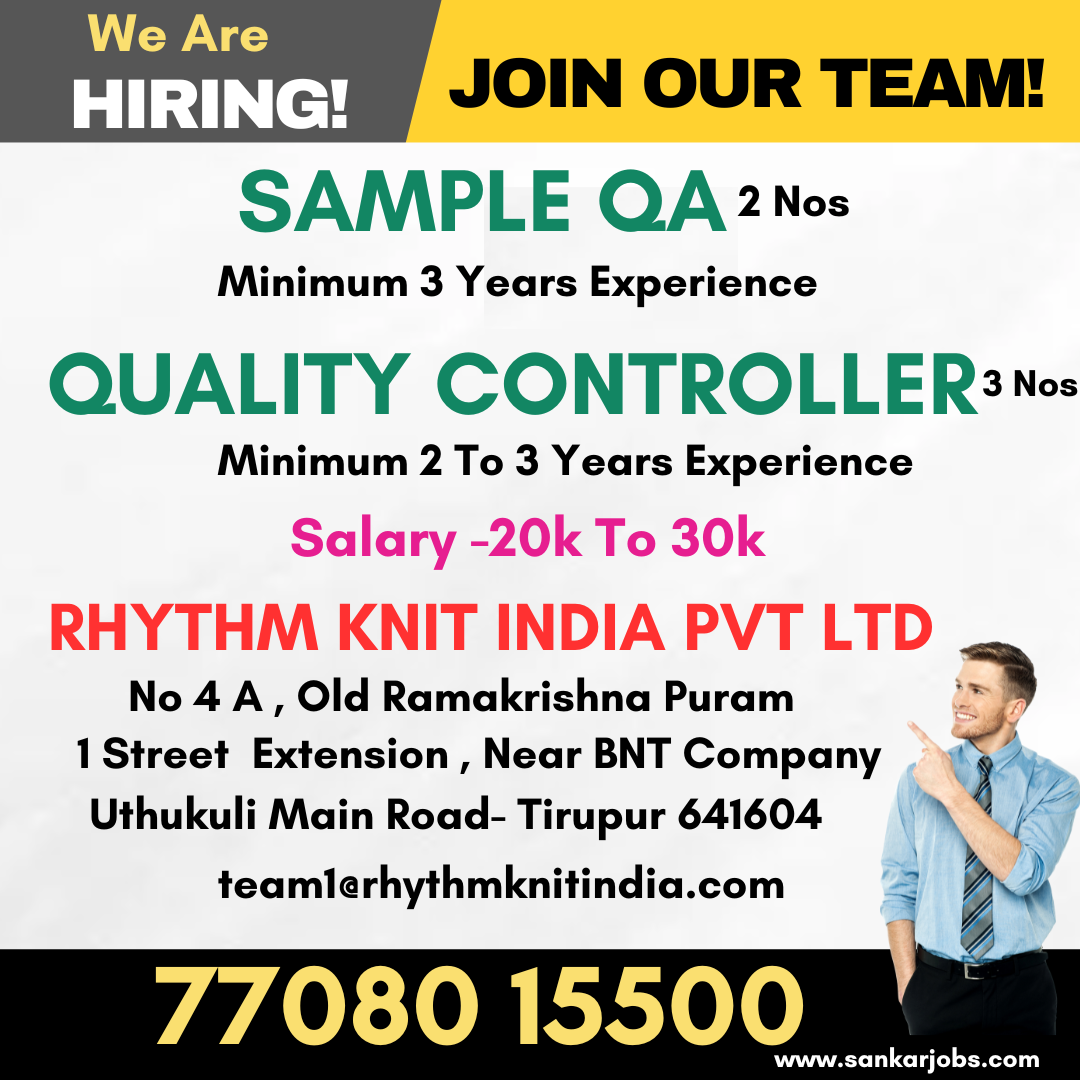 We Are
HIRING!
JOIN OUR TEAM!
SAMPLE QA 2 Nos
Minimum 3 Years Experience
QUALITY CONTROLLER 3 Nos
Minimum 2 To 3 Years Experience
Salary -20k To 30k
RHYTHM KNIT INDIA PVT LTD
No 4 A , Old Ramakrishna Puram
1 Street Extension , Near BNT Company
Uthukuli Main Road- Tirupur 641604
team1@rhythmknitindia.com
77080 15500
www.sankarjobs.com